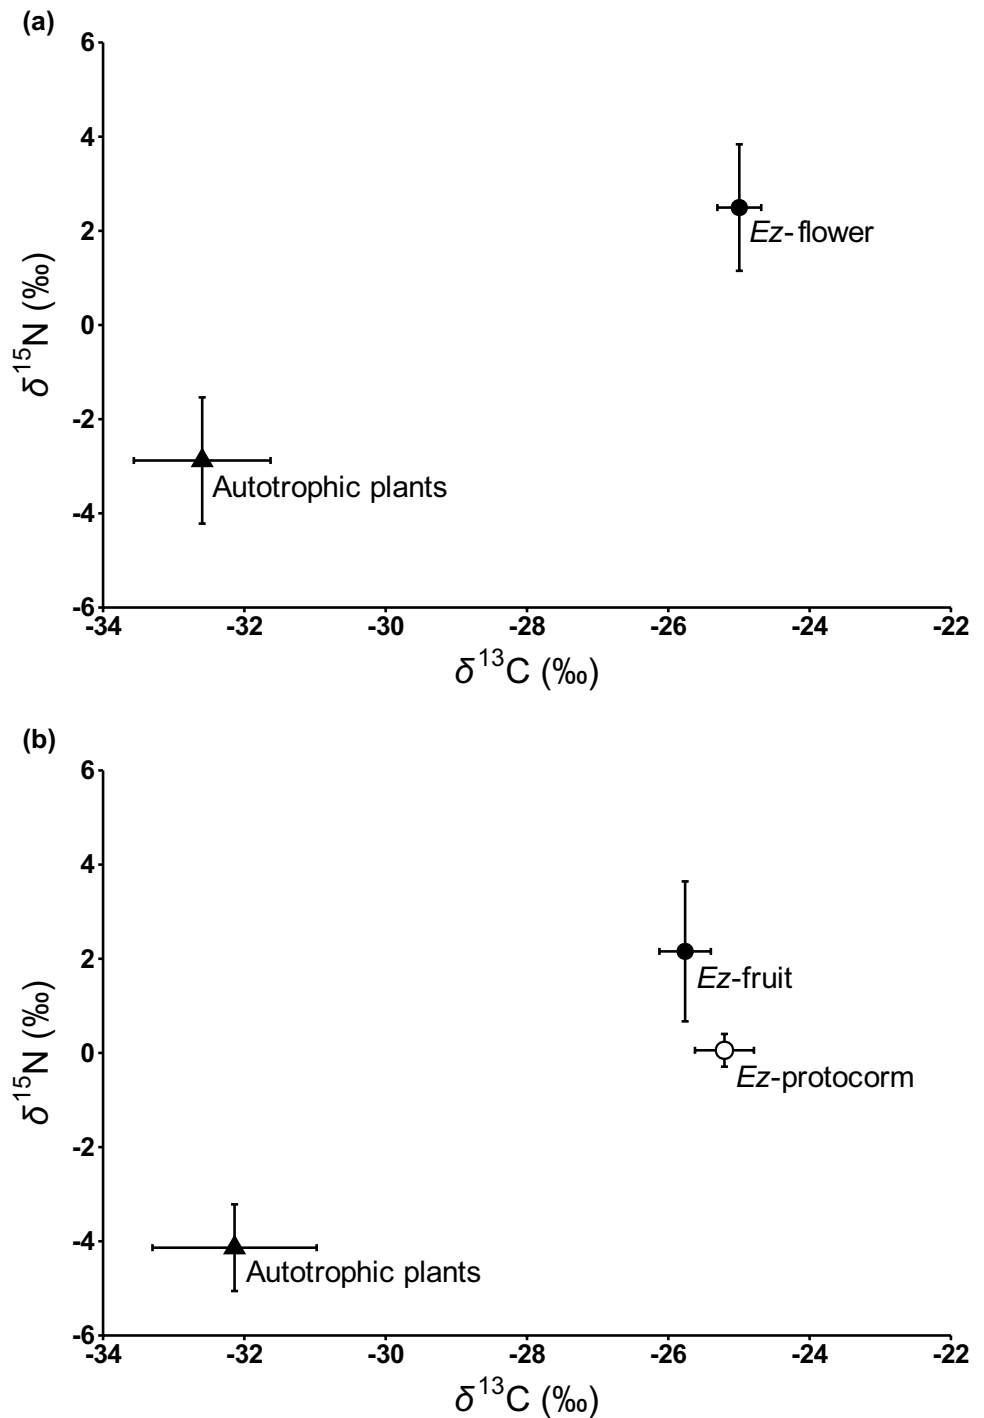 (a)
6
4
2
0
-2
-4
-6
δ¹⁵N (‰)
Ez-flower
Autotrophic plants
-34 -32 -30 -28 -26 -24 -22
δ¹³C (‰)
(b)
6
4
2
0
-2
-4
-6
δ¹⁵N (‰)
Ez-fruit
Ez-protocorm
Autotrophic plants
-34 -32 -30 -28 -26 -24 -22
δ¹³C (‰)